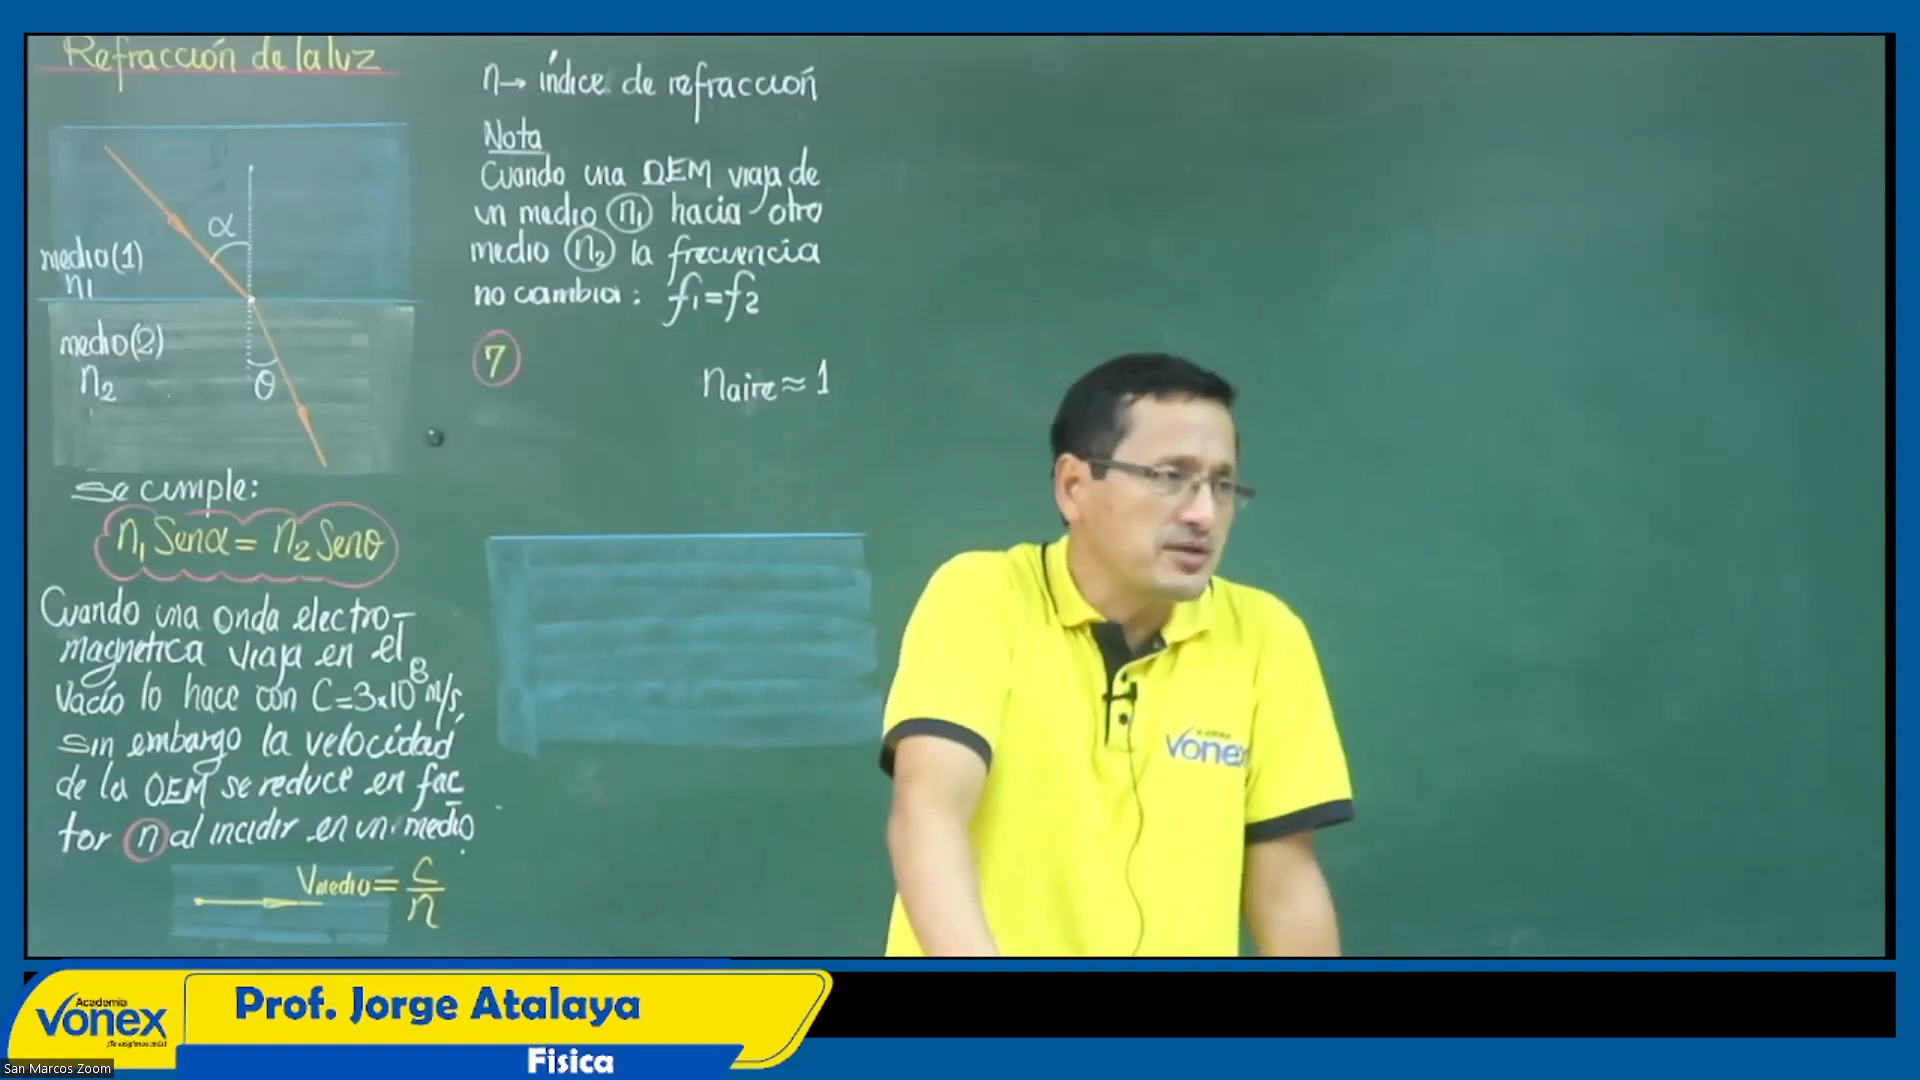 Refracción de la luz
medio(1)
n1
α
medio(2)
n2
θ
se cumple:
n1 Senα = n2 Senθ
Cuando una onda electro-
magnetica viaja en el
vacío lo hace con C=3x10⁸ m/s,
sin embargo la velocidad
de la OEM se reduce en fac
tor n al incidir en un medio.
Vmedio = C/n
n → índice de refracción
Nota
Cuando una OEM viaja de
un medio n1 hacia otro
medio n2 la frecuencia
no cambia: f1=f2
7
naire ≈ 1
Vonex
Academia
Vonex
Prof. Jorge Atalaya
Fisica
San Marcos Zoom